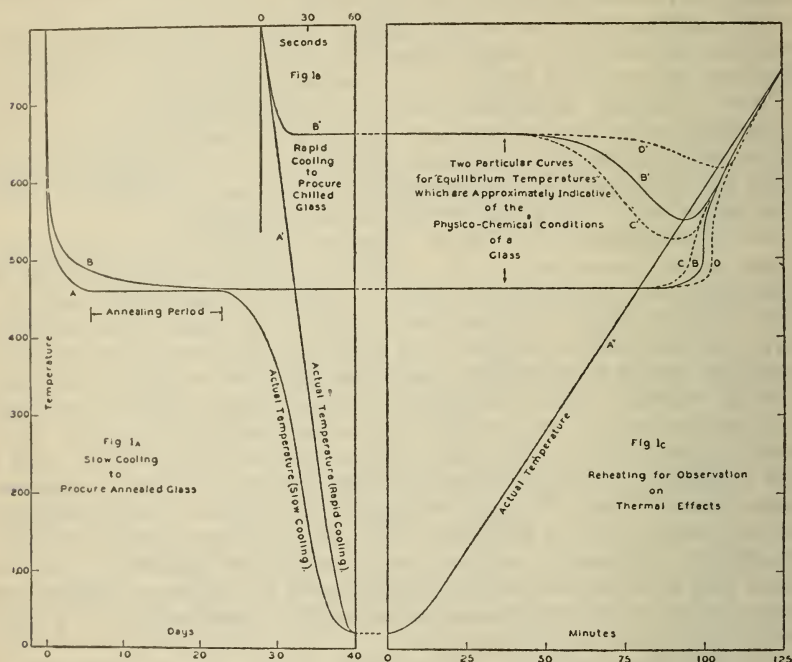 0 60
Seconds
Fig 1B
B'
Rapid
Cooling
to
Procure
Chilled
Glass
A'
700
600
500
400
300
200
100
0
Temperature
B
A
Annealing Period
Fig 1A
Slow Cooling
to
Procure Annealed Glass
Actual Temperature (Slow Cooling).
Actual Temperature (Rapid Cooling).
Days
0 10 20 30 40
Two Particular Curves
for "Equilibrium Temperatures"
which are Approximately Indicative
of the
Physico-Chemical Conditions
of a
Glass
D'
B'
C'
C B D
A"
Actual Temperature
Fig 1C
Reheating for Observation
on
Thermal Effects
Minutes
0 25 50 75 100 125